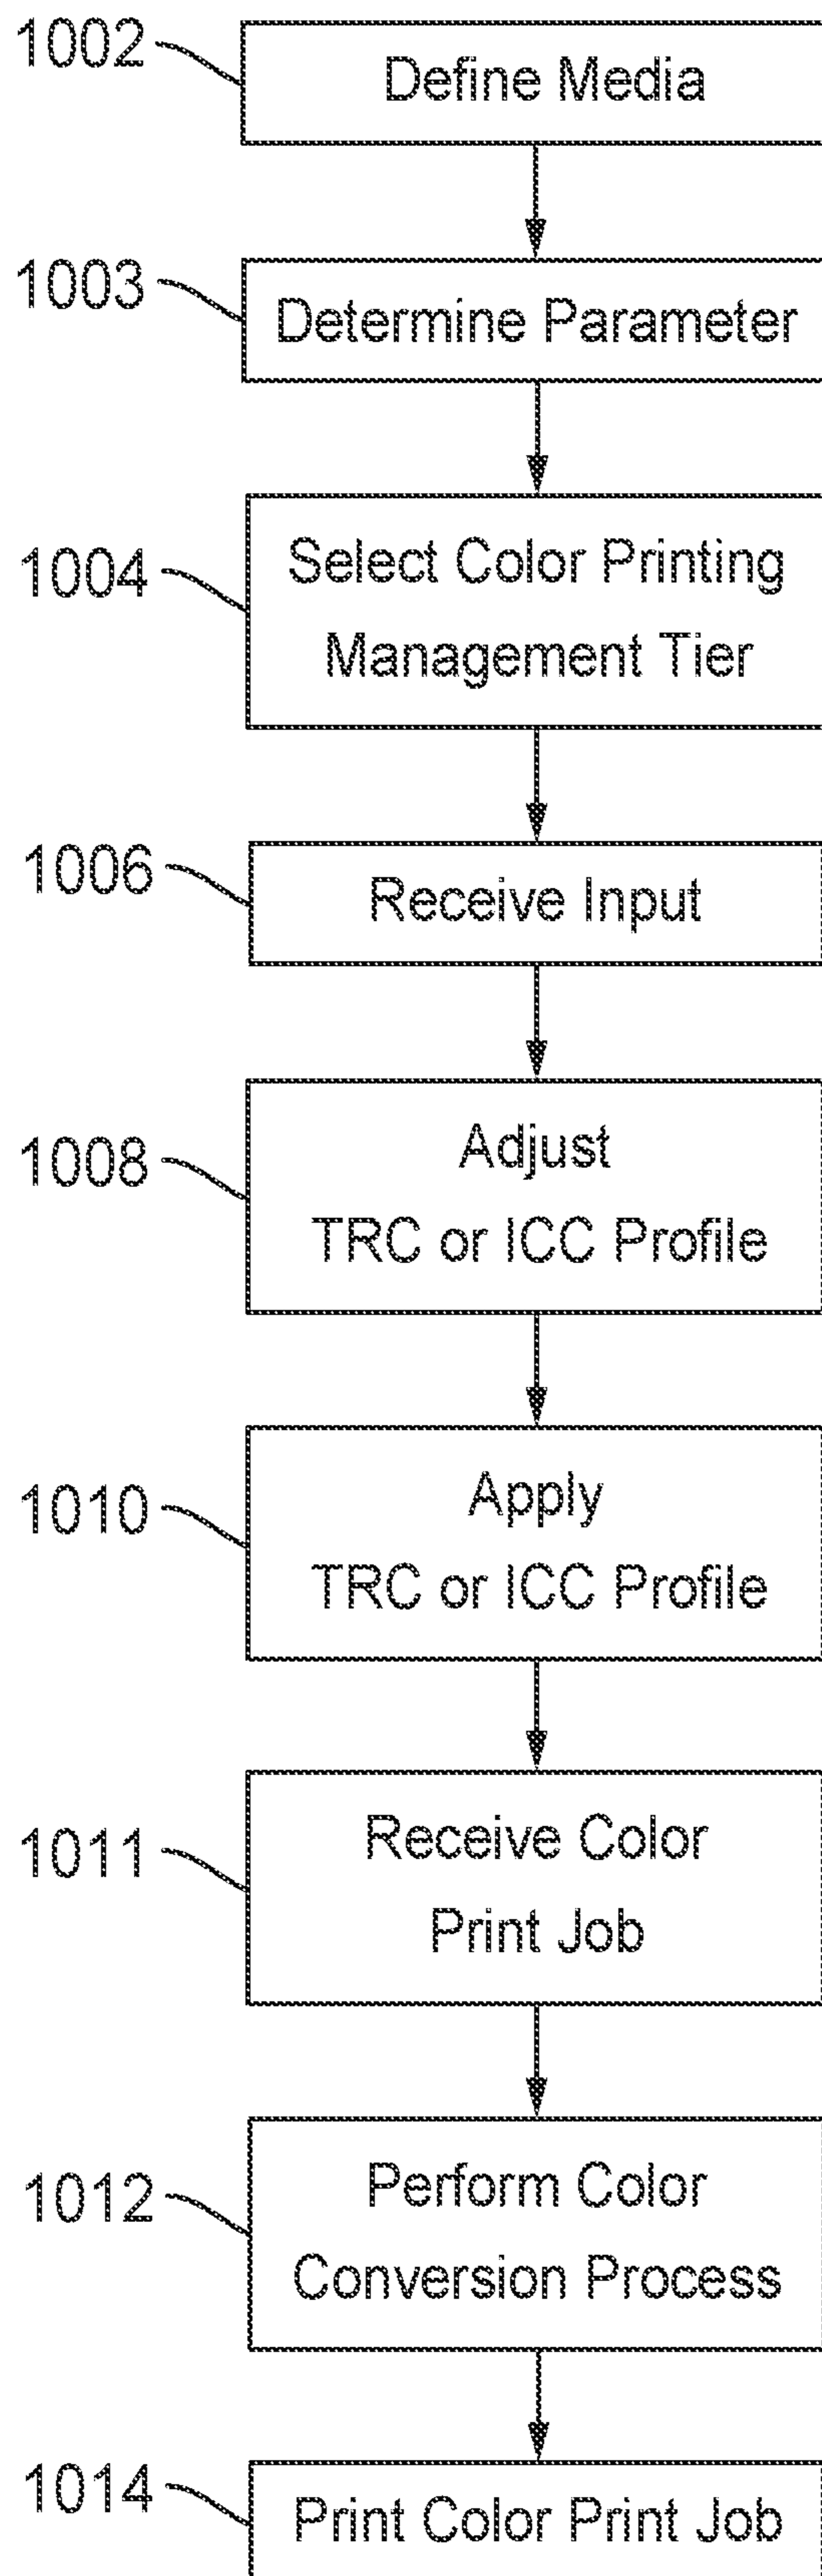 1002
Define Media
1003
Determine Parameter
1004
Select Color Printing
Management Tier
1006
Receive Input
1008
Adjust
TRC or ICC Profile
1010
Apply
TRC or ICC Profile
1011
Receive Color
Print Job
1012
Perform Color
Conversion Process
1014
Print Color Print Job